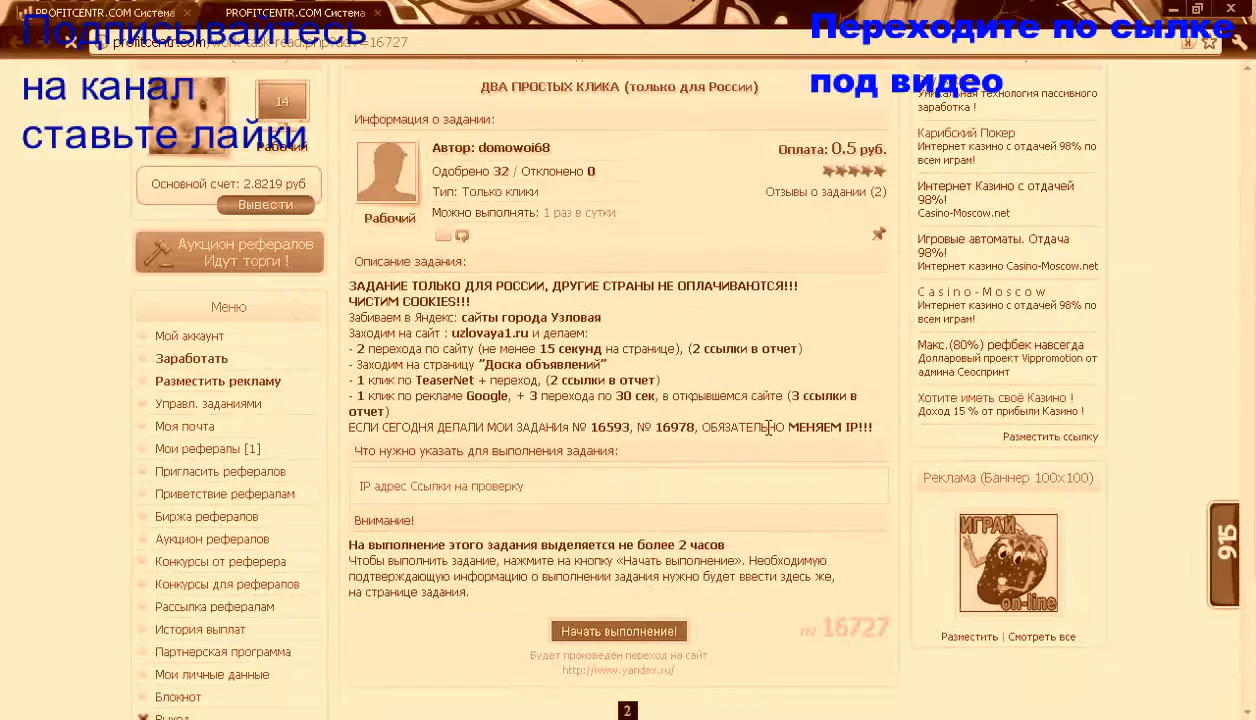 PROFITCENTR.COM Система
PROFITCENTR.COM Система
Подписывайтесь
на канал
ставьте лайки
Переходите по сылке
под видео
14
Рабочий
Основной счет: 2.8219 руб
Вывести
Аукцион рефералов
Идут торги !
Меню
Мой аккаунт
Заработать
Разместить рекламу
Управл. заданиями
Моя почта
Мои рефералы [1]
Пригласить рефералов
Приветствие рефералам
Биржа рефералов
Аукцион рефералов
Конкурсы от реферера
Конкурсы для рефералов
Рассылка рефералам
История выплат
Партнерская программа
Мои личные данные
Блокнот
Выход
ДВА ПРОСТЫХ КЛИКА (только для России)
Информация о задании:
Автор: domowoi68
Оплата: 0.5 руб.
Одобрено 32 / Отклонено 0
Тип: Только клики
Отзывы о задании (2)
Можно выполнять: 1 раз в сутки
Рабочий
Описание задания:
ЗАДАНИЕ ТОЛЬКО ДЛЯ РОССИИ, ДРУГИЕ СТРАНЫ НЕ ОПЛАЧИВАЮТСЯ!!!
ЧИСТИМ COOKIES!!!
Забиваем в Яндекс: сайты города Узловая
Заходим на сайт : uzlovaya1.ru и делаем:
- 2 перехода по сайту (не менее 15 секунд на странице), (2 ссылки в отчет)
- Заходим на страницу "Доска объявлений"
- 1 клик по TeaserNet + переход, (2 ссылки в отчет)
- 1 клик по рекламе Google, + 3 перехода по 30 сек, в открывшемся сайте (3 ссылки в
отчет)
ЕСЛИ СЕГОДНЯ ДЕЛАЛИ МОИ ЗАДАНИЯ № 16593, № 16978, ОБЯЗАТЕЛЬНО МЕНЯЕМ IP!!!
Что нужно указать для выполнения задания:
IP адрес Ссылки на проверку
Внимание!
На выполнение этого задания выделяется не более 2 часов
Чтобы выполнить задание, нажмите на кнопку «Начать выполнение». Необходимую
подтверждающую информацию о выполнении задания нужно будет ввести здесь же,
на странице задания.
Начать выполнение!
№ 16727
Будет произведен переход на сайт
http://www.yandex.ru/
2
Уникальная технология пассивного
заработка !
Карибский Покер
Интернет казино с отдачей 98% по
всем играм!
Интернет Казино с отдачей
98%!
Casino-Moscow.net
Игровые автоматы. Отдача
98%!
Интернет казино Casino-Moscow.net
C a s i n o - M o s c o w
Интернет казино с отдачей 98% по
всем играм!
Макс.(80%) рефбек навсегда
Долларовый проект Vippromotion от
админа Сеоспринт
Хотите иметь своё Казино !
Доход 15 % от прибыли Казино !
Разместить ссылку
Реклама (Баннер 100x100)
ИГРАЙ
on-line
Разместить | Смотреть все
915